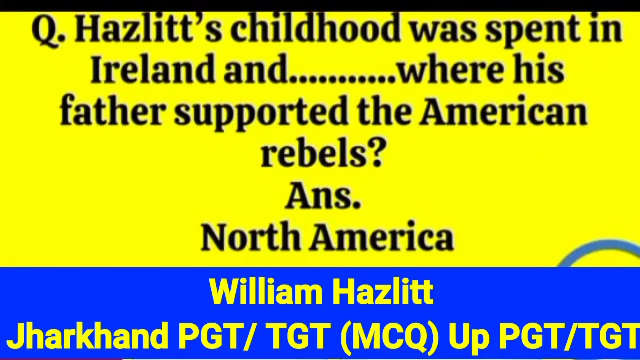 Q. Hazlitt’s childhood was spent in
Ireland and...........where his
father supported the American
rebels?
Ans.
North America
William Hazlitt
Jharkhand PGT/ TGT (MCQ) Up PGT/TGT